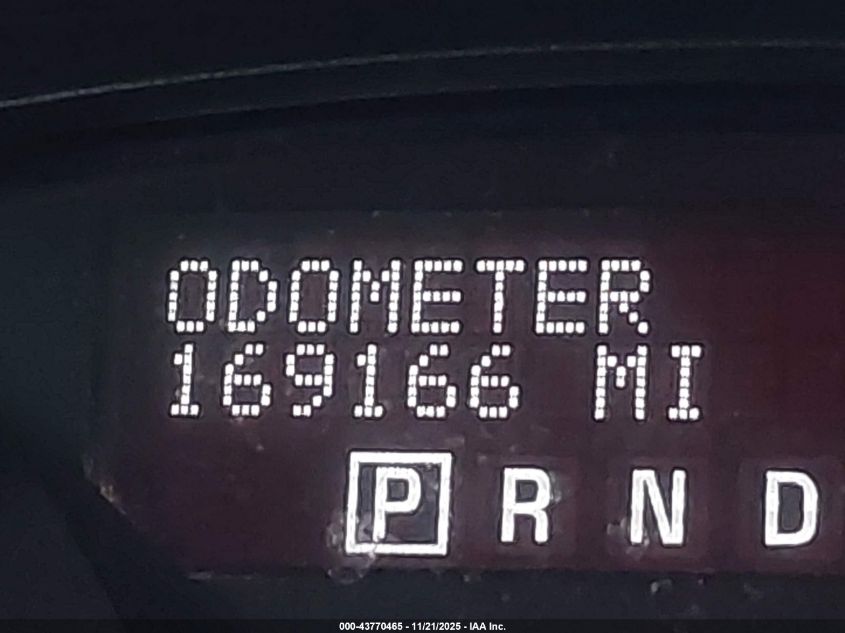 ODOMETER
169166 MI
P R N D
000-43770465 - 11/21/2025 - IAA Inc.